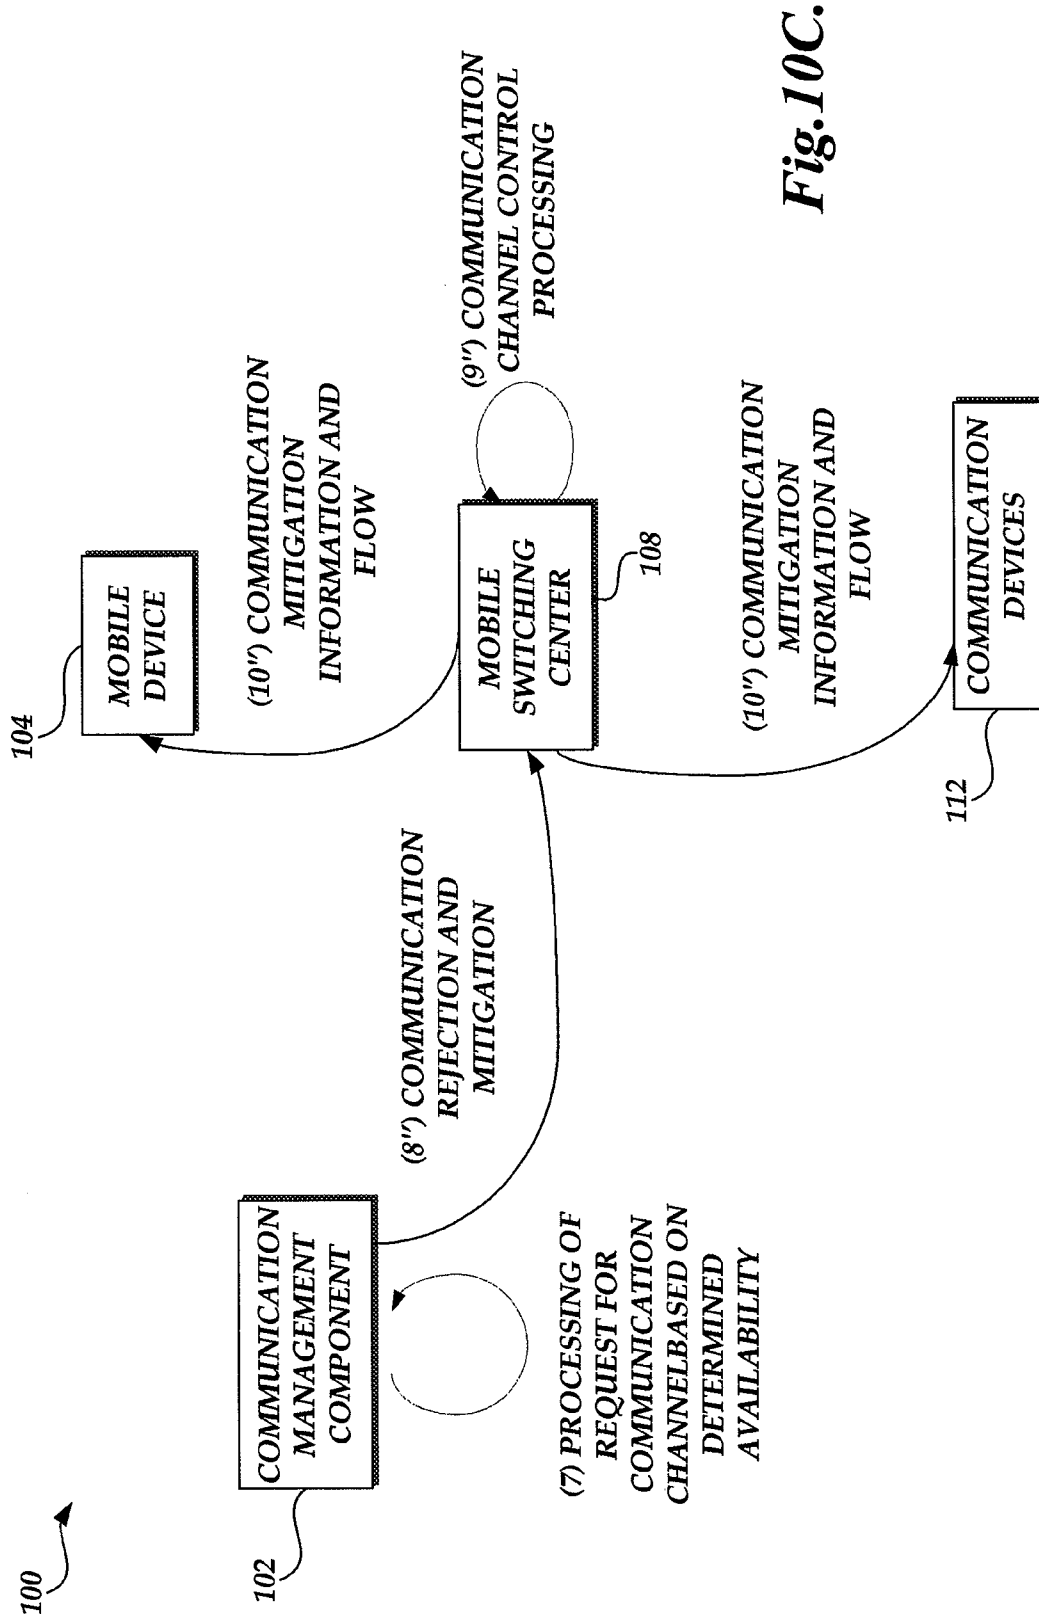 100
104
MOBILE
DEVICE
(10") COMMUNICATION
MITIGATION
INFORMATION AND
FLOW
102
COMMUNICATION
MANAGEMENT
COMPONENT
(8") COMMUNICATION
REJECTION AND
MITIGATION
MOBILE
SWITCHING
CENTER
108
(9") COMMUNICATION
CHANNEL CONTROL
PROCESSING
(7) PROCESSING OF
REQUEST FOR
COMMUNICATION
CHANNELBASED ON
DETERMINED
AVAILABILITY
(10") COMMUNICATION
MITIGATION
INFORMATION AND
FLOW
112
COMMUNICATION
DEVICES
Fig.10C.